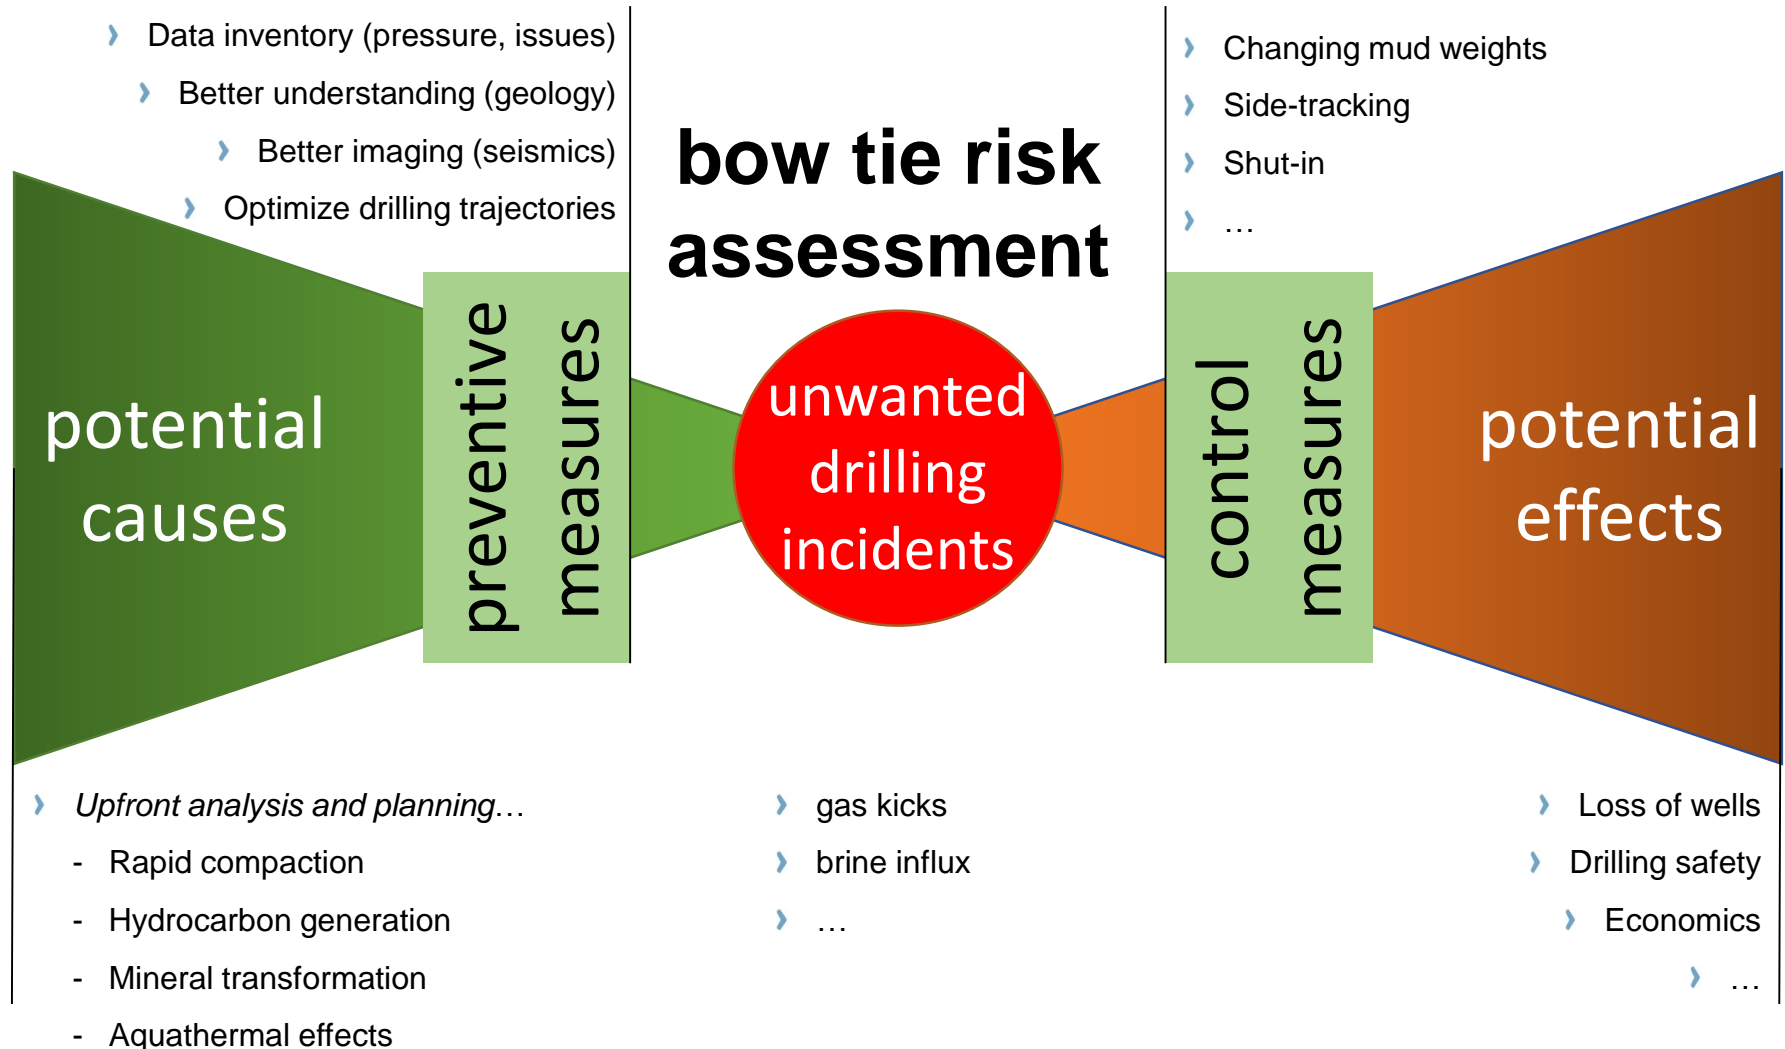 Data inventory (pressure, issues)
Better understanding (geology)
Better imaging (seismics)
Optimize drilling trajectories
bow tie risk
assessment
Changing mud weights
Side-tracking
Shut-in
…
potential
causes
preventive
measures
unwanted
drilling
incidents
control
measures
potential
effects
Upfront analysis and planning…
- Rapid compaction
- Hydrocarbon generation
- Mineral transformation
- Aquathermal effects
gas kicks
brine influx
…
Loss of wells
Drilling safety
Economics
…